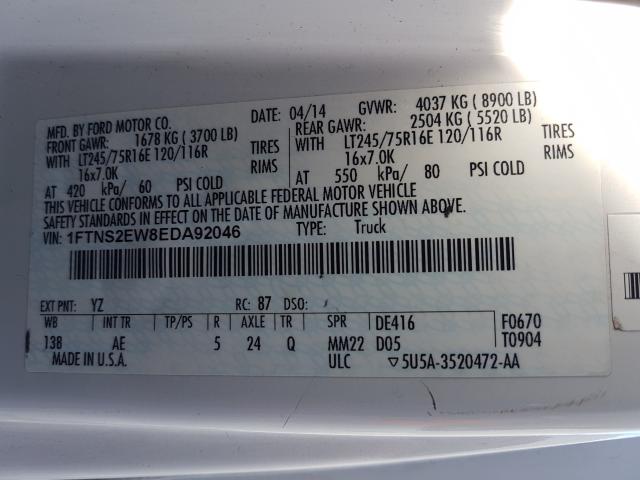 MFD. BY FORD MOTOR CO.
DATE: 04/14 GVWR: 4037 KG ( 8900 LB)
FRONT GAWR: 1678 KG ( 3700 LB)
REAR GAWR: 2504 KG ( 5520 LB)
WITH LT245/75R16E 120/116R TIRES
WITH LT245/75R16E 120/116R TIRES
16x7.0K RIMS
16x7.0K RIMS
AT 420 kPa/ 60 PSI COLD
AT 550 kPa/ 80 PSI COLD
THIS VEHICLE CONFORMS TO ALL APPLICABLE FEDERAL MOTOR VEHICLE
SAFETY STANDARDS IN EFFECT ON THE DATE OF MANUFACTURE SHOWN ABOVE.
VIN: 1FTNS2EW8EDA92046 TYPE: Truck
EXT PNT: YZ RC: 87 DSO:
WB INT TR TP/PS R AXLE TR SPR DE416 F0670
138 AE 5 24 Q MM22 D05 T0904
MADE IN U.S.A. ULC ▽5U5A-3520472-AA